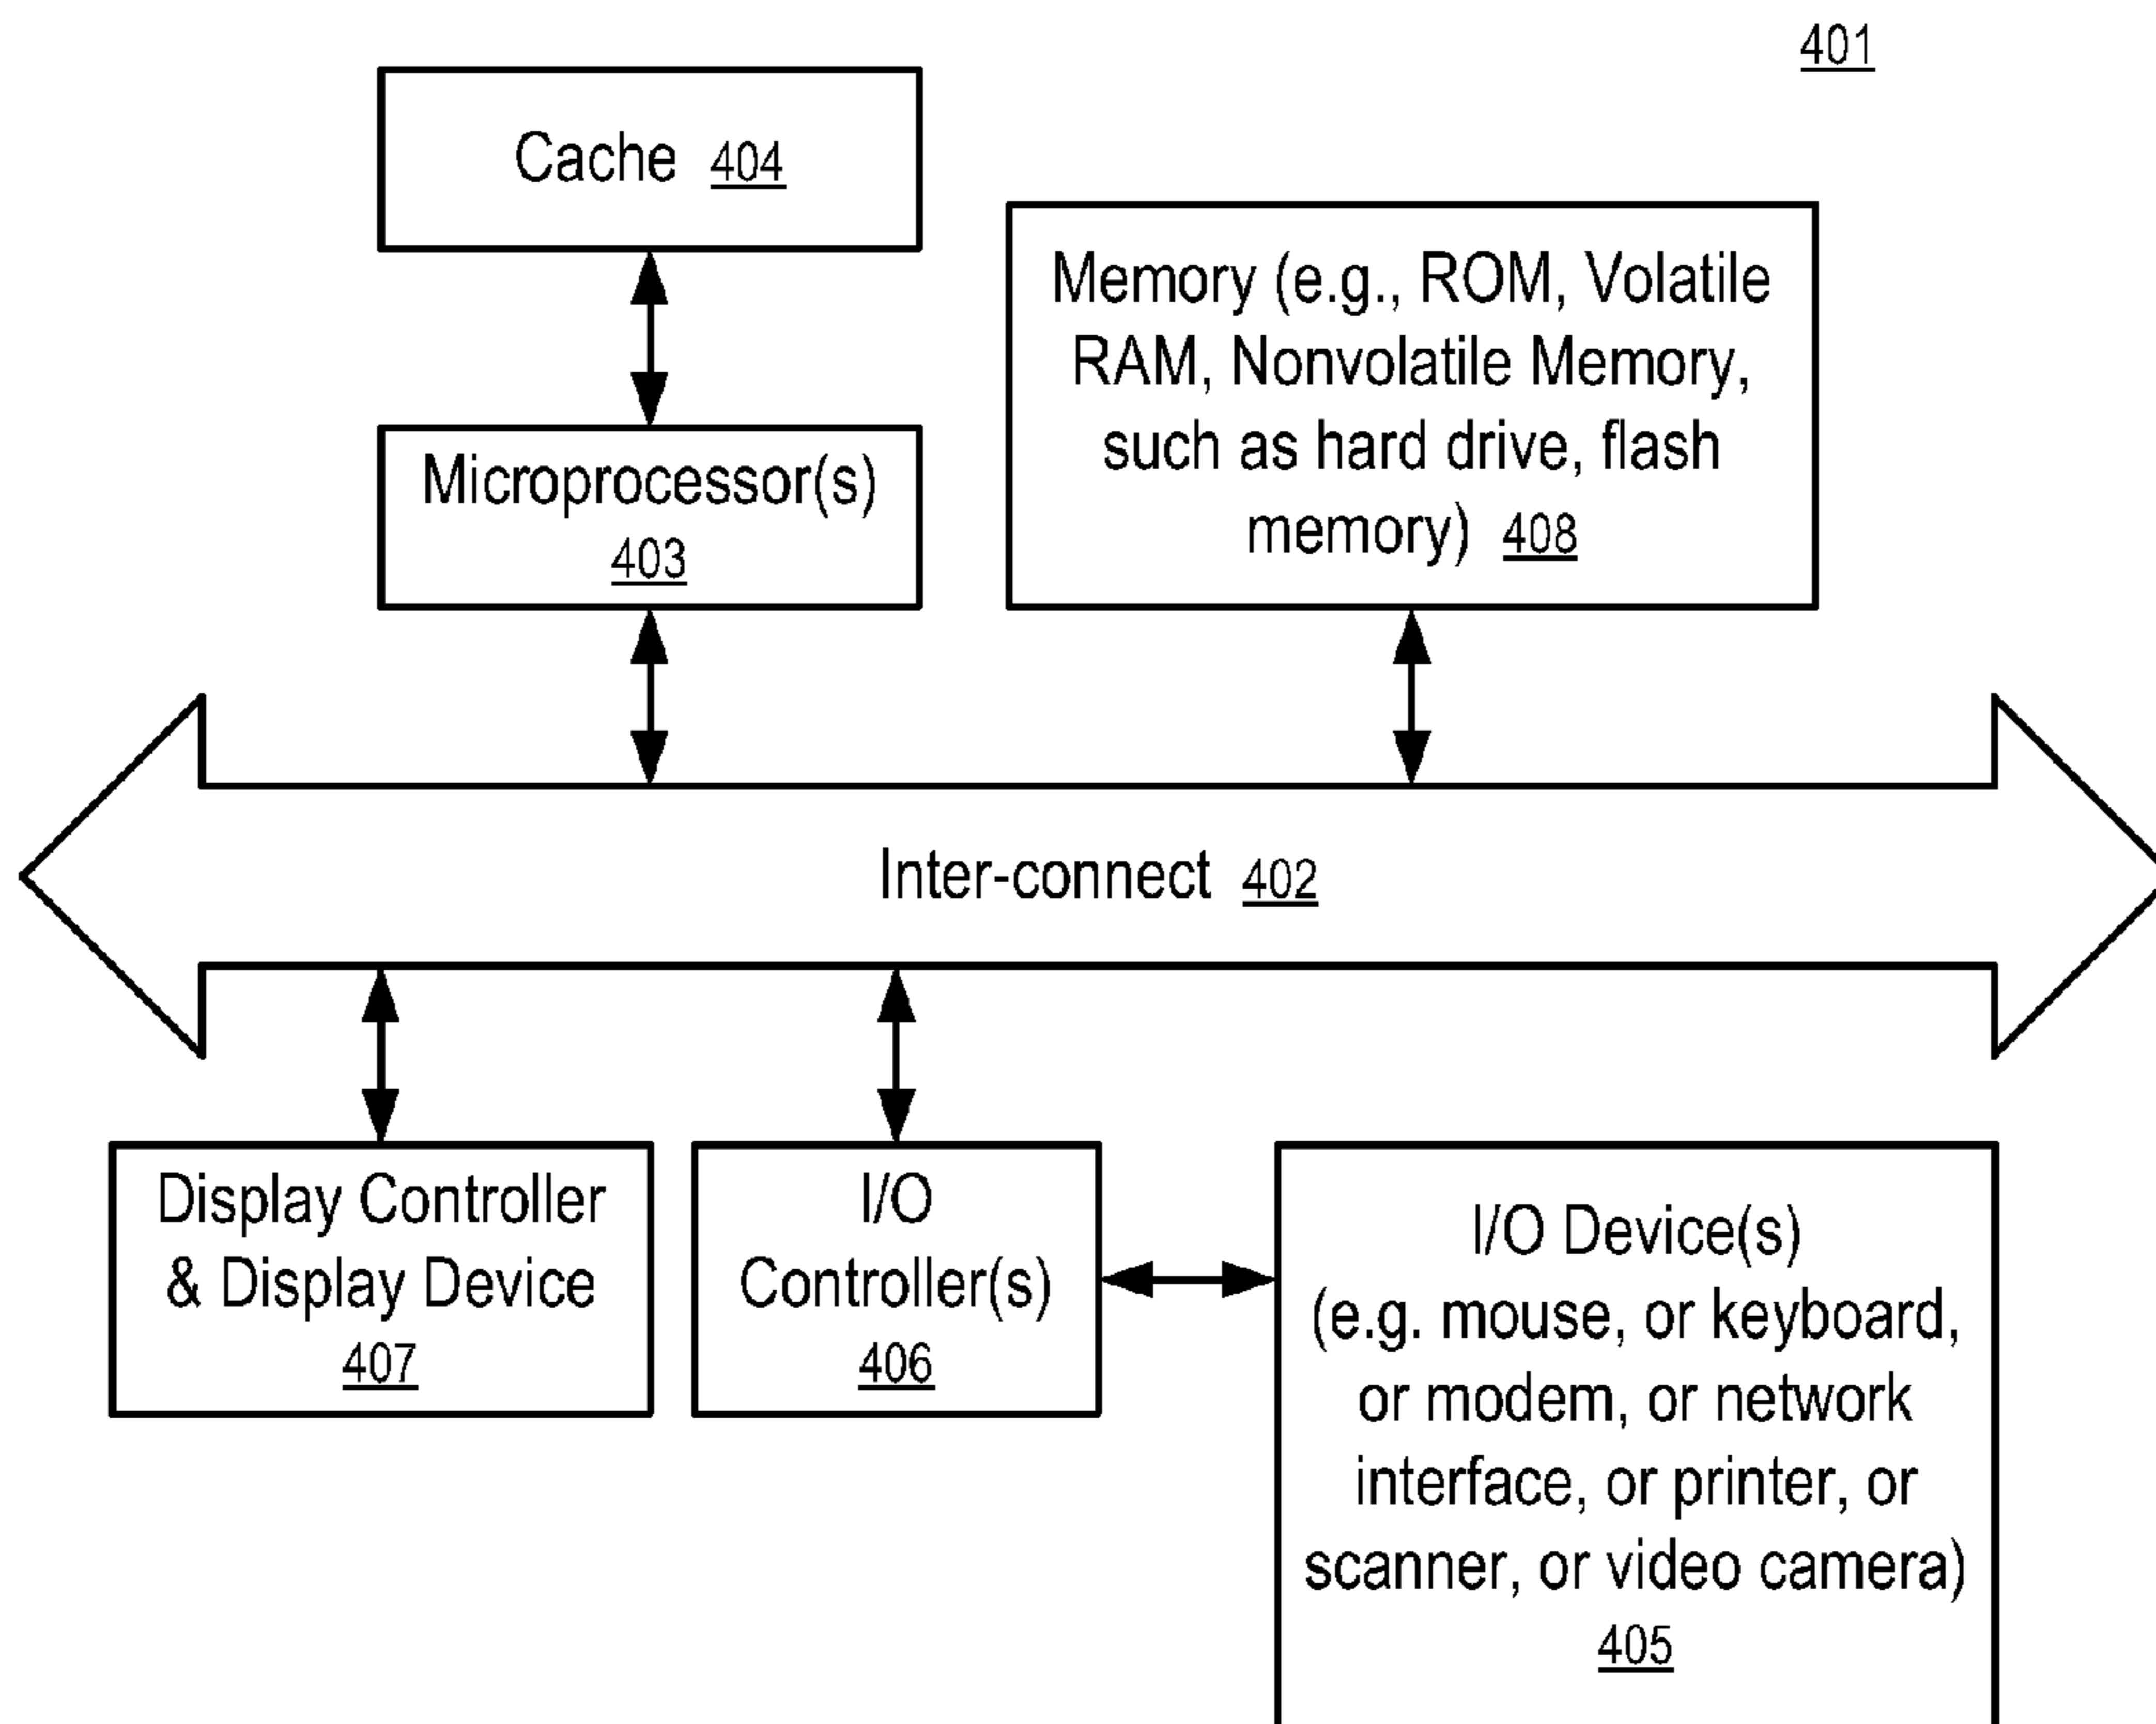 401
Cache 404
Memory (e.g., ROM, Volatile
RAM, Nonvolatile Memory,
such as hard drive, flash
memory) 408
Microprocessor(s)
403
Inter-connect 402
Display Controller
& Display Device
407
I/O
Controller(s)
406
I/O Device(s)
(e.g. mouse, or keyboard,
or modem, or network
interface, or printer, or
scanner, or video camera)
405